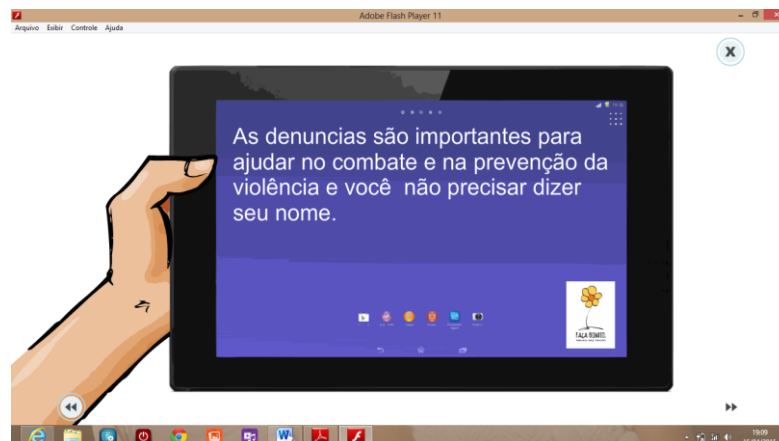 Adobe Flash Player 11
Arquivo Exibir Controle Ajuda
X
As denuncias são importantes para
ajudar no combate e na prevenção da
violência e você não precisar dizer
seu nome.
FAÇA BONITO.
19:09